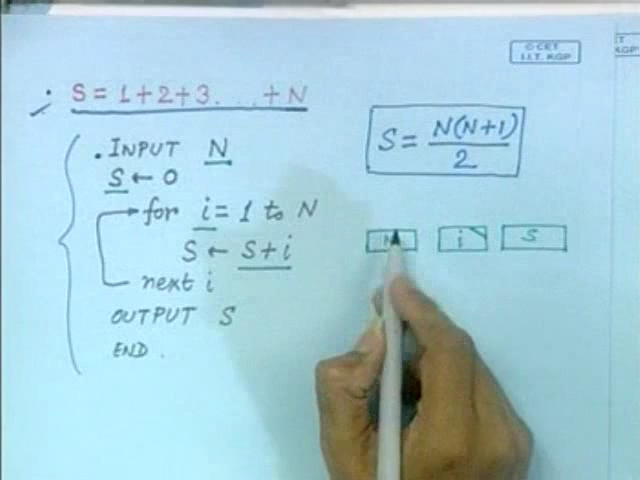 © CET
I.I.T. KGP
S = 1 + 2 + 3 . . . . + N
. INPUT N
S ← 0
for i = 1 to N
S ← S + i
next i
OUTPUT S
END .
S = N(N+1)/2
i S